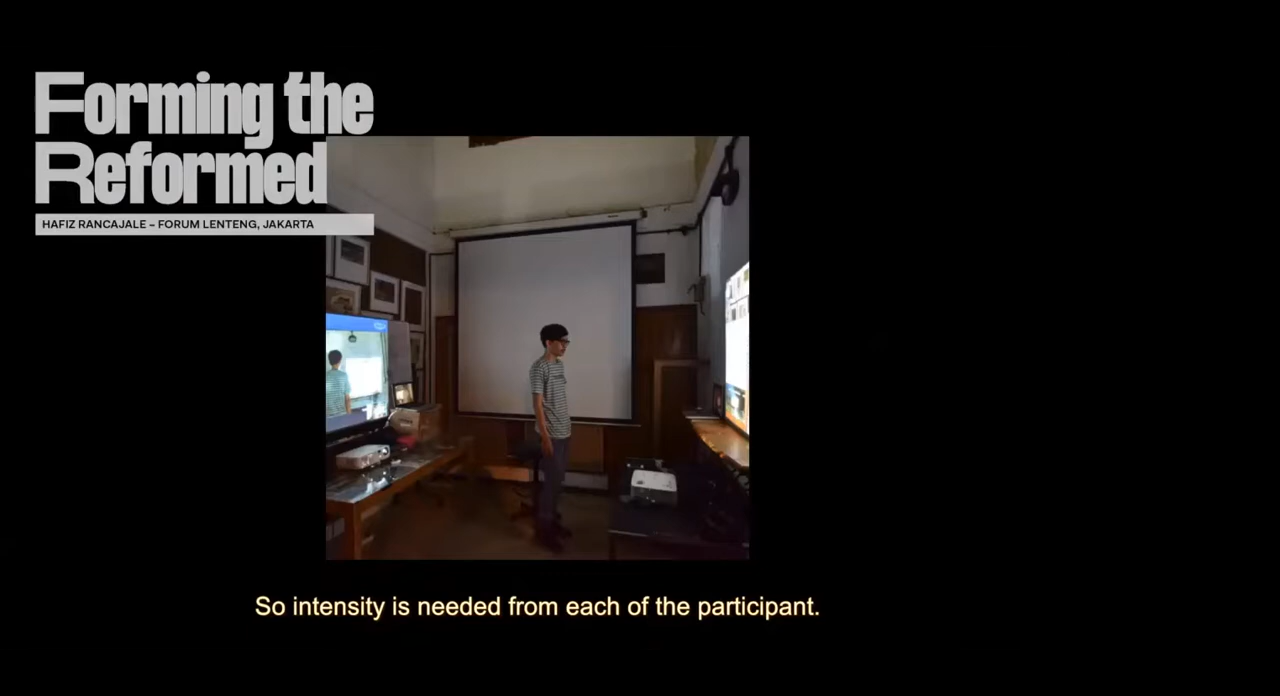 Forming the
Reformed
HAFIZ RANCAJALE – FORUM LENTENG, JAKARTA
So intensity is needed from each of the participant.